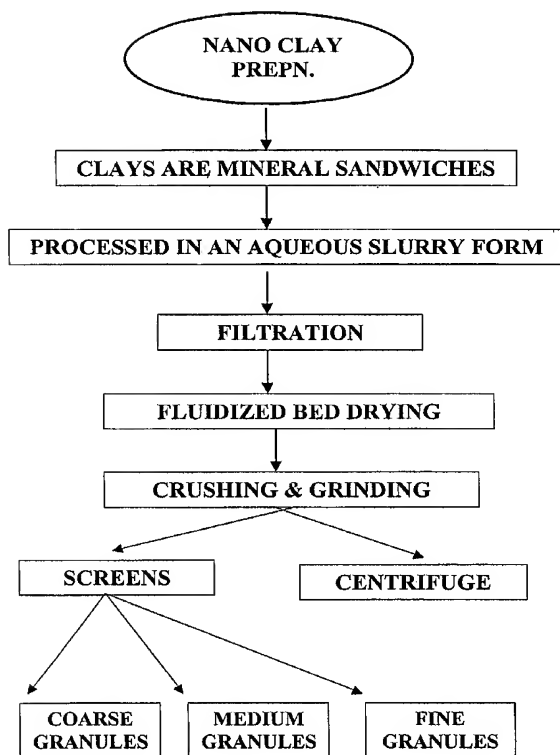 NANO CLAY
PREPN.
CLAYS ARE MINERAL SANDWICHES
PROCESSED IN AN AQUEOUS SLURRY FORM
FILTRATION
FLUIDIZED BED DRYING
CRUSHING & GRINDING
SCREENS
CENTRIFUGE
COARSE
GRANULES
MEDIUM
GRANULES
FINE
GRANULES